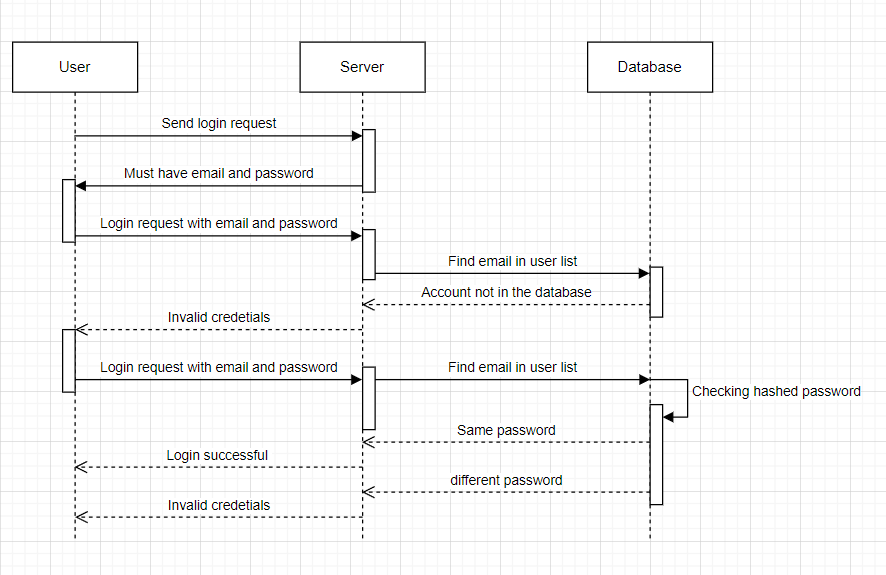 User
Server
Database
Send login request
Must have email and password
Login request with email and password
Find email in user list
Account not in the database
Invalid credetials
Login request with email and password
Find email in user list
Checking hashed password
Same password
Login successful
different password
Invalid credetials